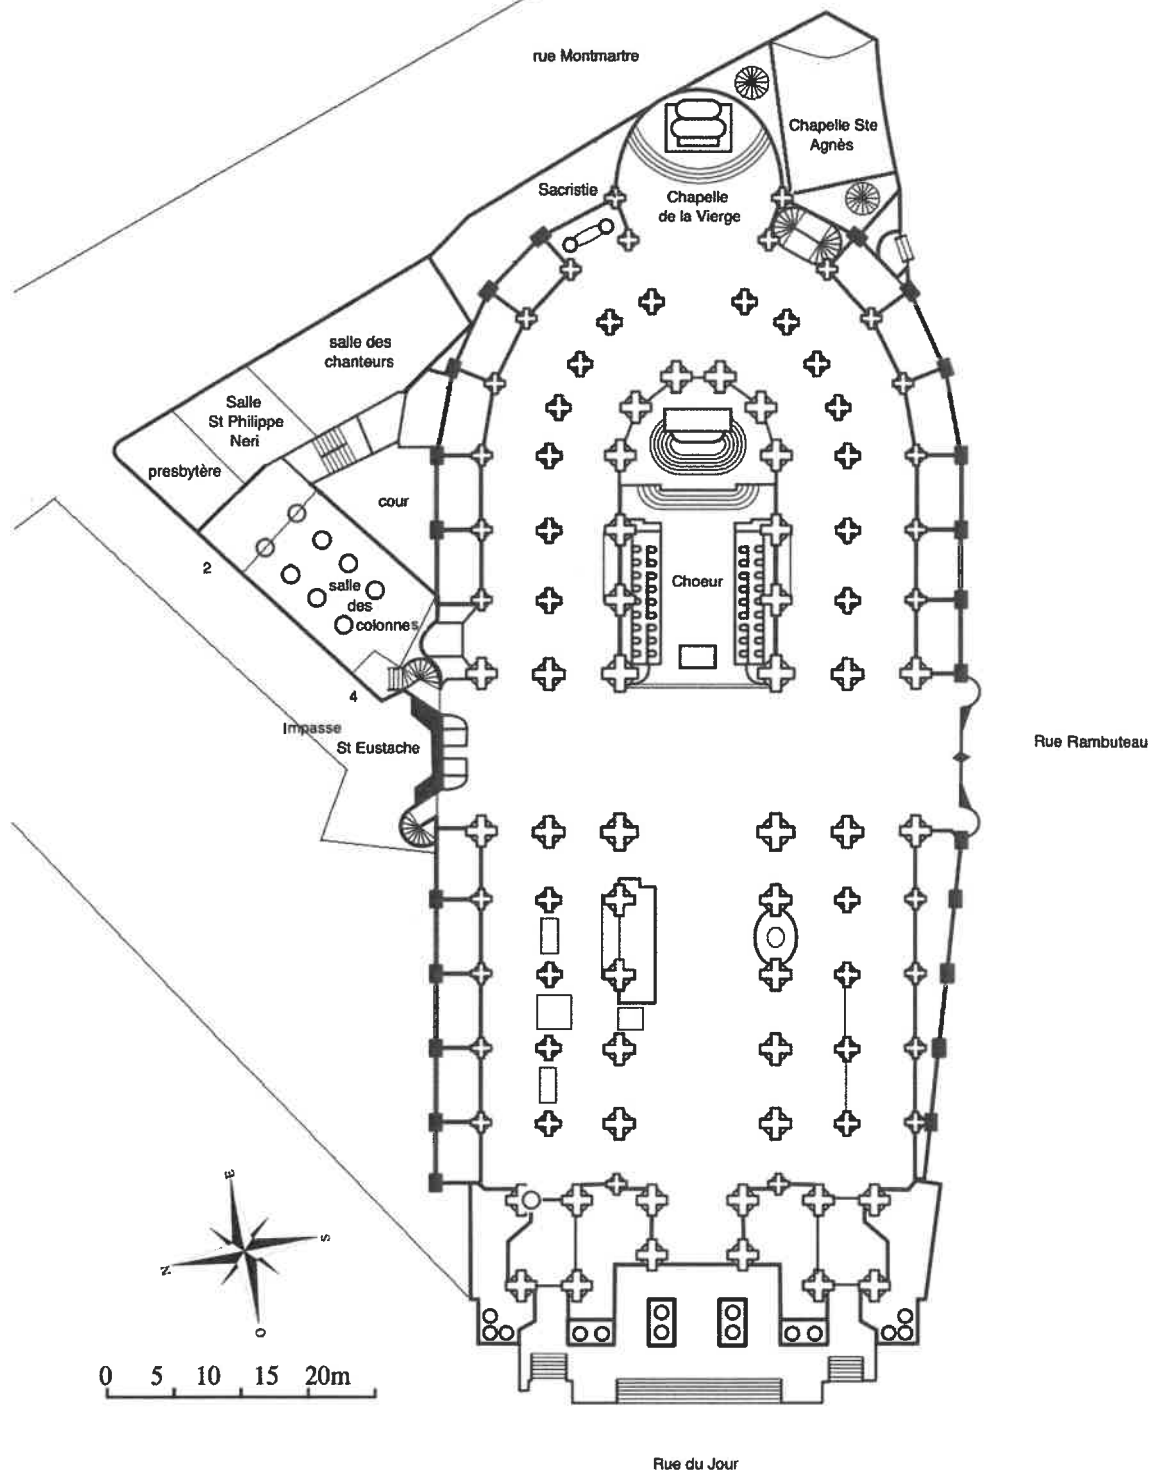 rue Montmartre
Chapelle Ste
Agnès
Sacristie
Chapelle
de la Vierge
salle des
chanteurs
Salle
St Philippe
Neri
presbytère
cour
2
salle
des
colonnes
Choeur
4
Impasse
St Eustache
Rue Rambuteau
E
S
N
O
0 5 10 15 20m
Rue du Jour